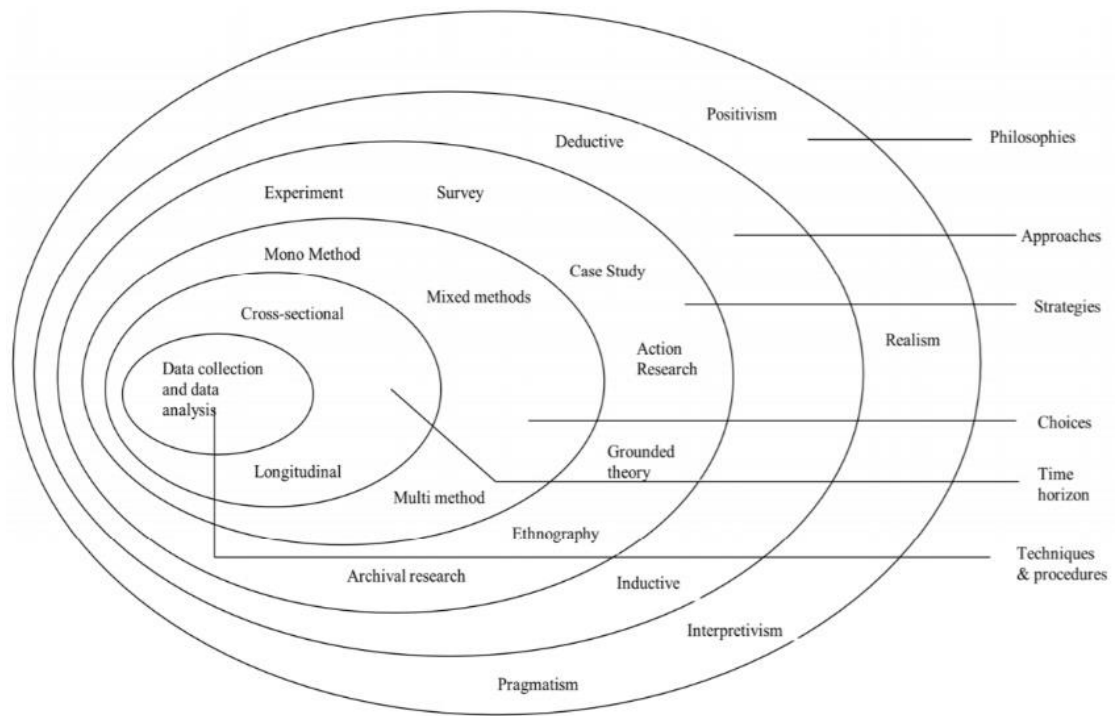 Positivism
Philosophies
Deductive
Experiment
Survey
Approaches
Mono Method
Case Study
Mixed methods
Strategies
Cross-sectional
Realism
Action
Research
Data collection
and data
analysis
Choices
Grounded
theory
Longitudinal
Time
horizon
Multi method
Ethnography
Techniques
& procedures
Archival research
Inductive
Interpretivism
Pragmatism